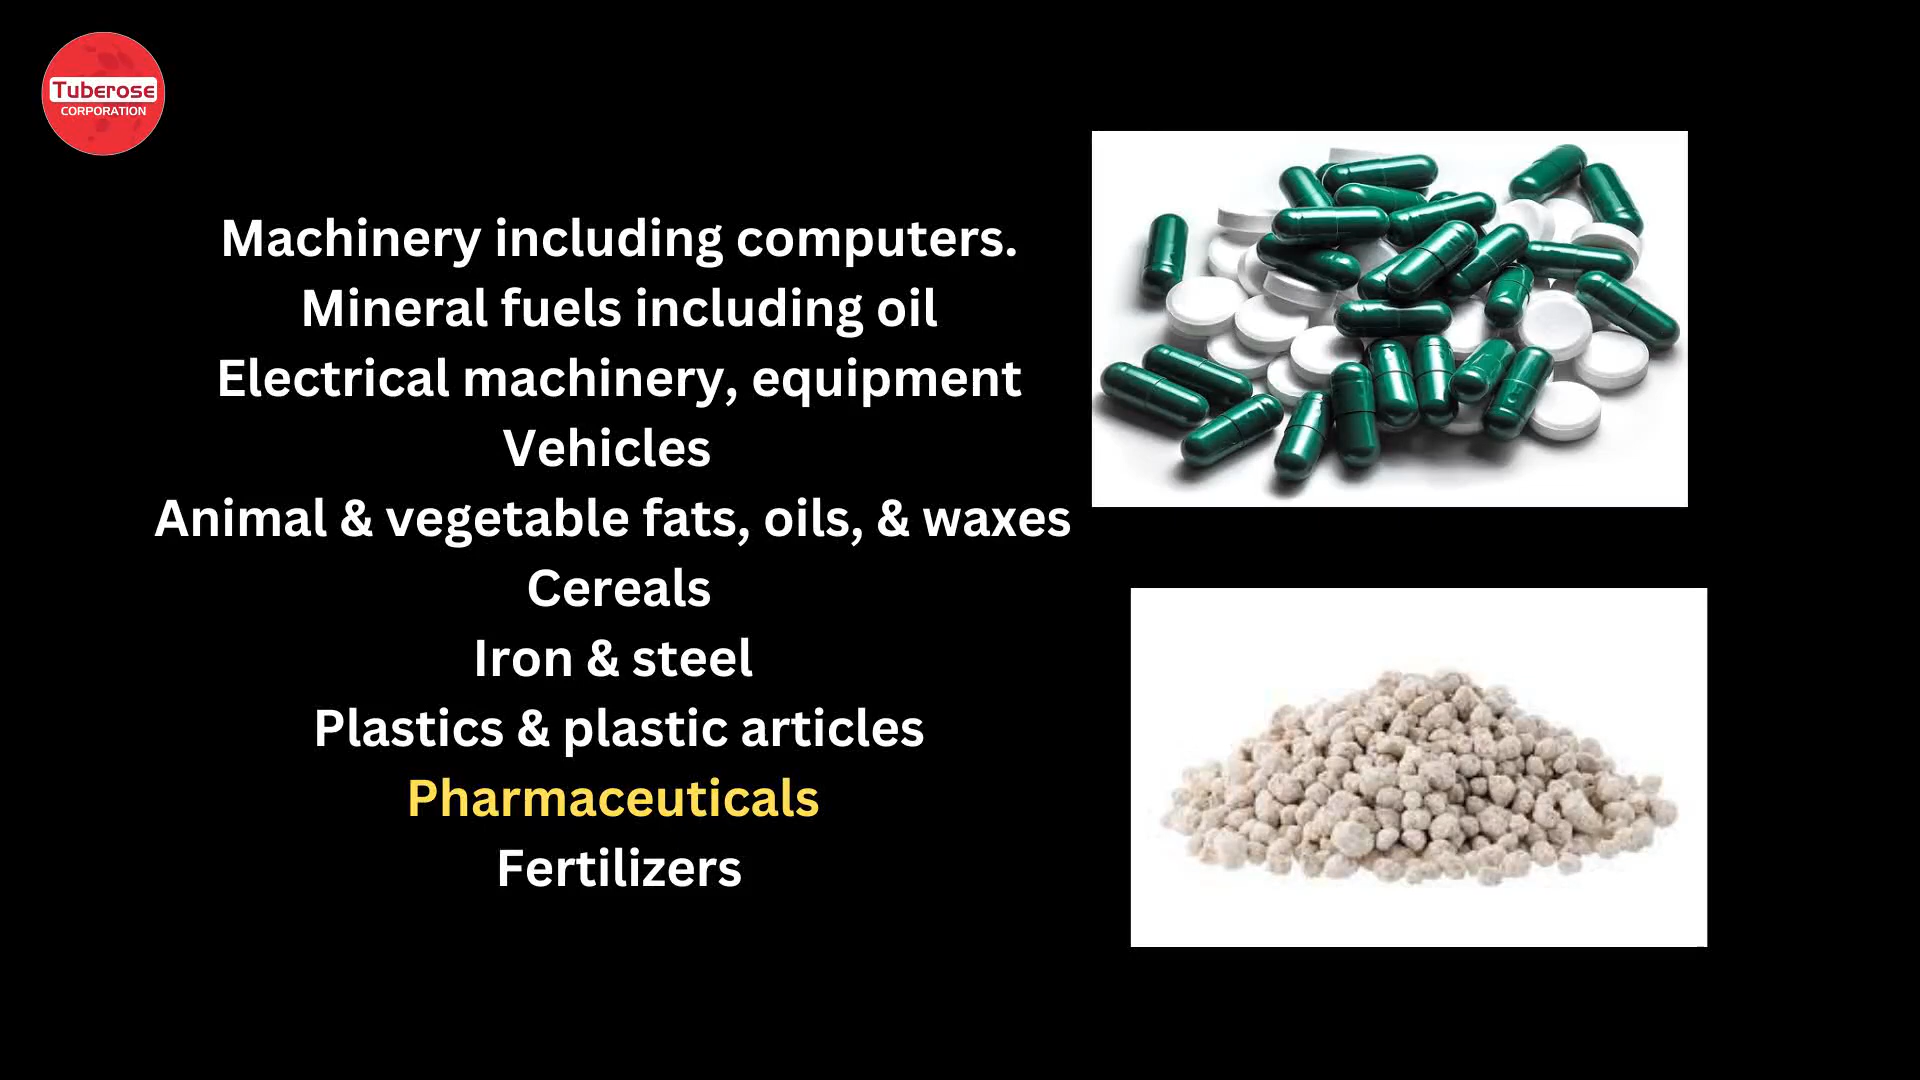 Tuberose
CORPORATION
Machinery including computers.
Mineral fuels including oil
Electrical machinery, equipment
Vehicles
Animal & vegetable fats, oils, & waxes
Cereals
Iron & steel
Plastics & plastic articles
Pharmaceuticals
Fertilizers